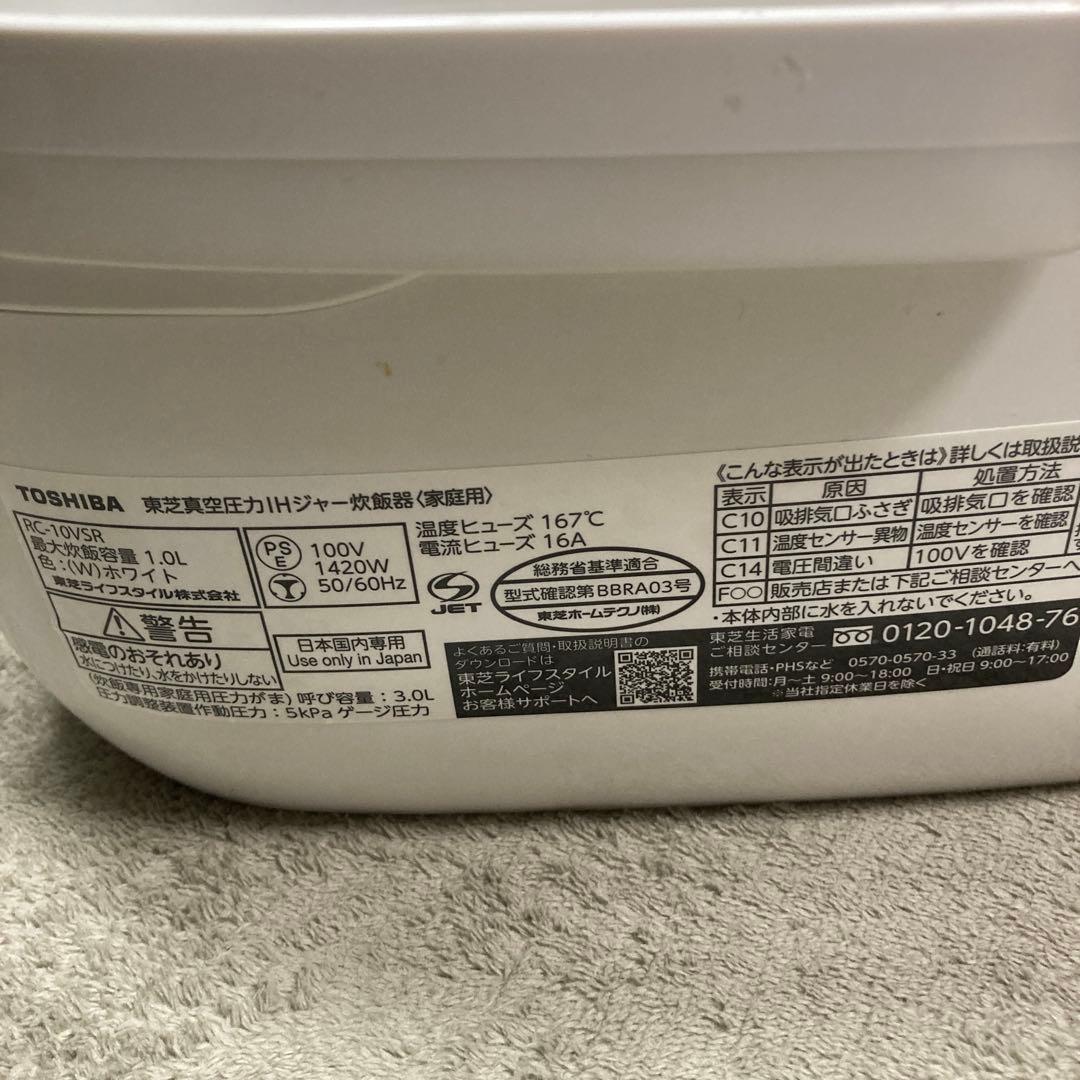 TOSHIBA 東芝真空圧力IHジャー炊飯器〈家庭用〉
RC-10VSR
最大炊飯容量 1.0L
色:(W)ホワイト
東芝ライフスタイル株式会社
PSE
100V
1420W
50/60Hz
温度ヒューズ 167℃
電流ヒューズ 16A
JET
総務省基準適合
型式確認第BBRA03号
東芝ホームテクノ(株)
警告
感電のおそれあり
水につけたり、水をかけたりしない
日本国内専用
Use only in Japan
(炊飯専用家庭用圧力がま) 呼び容量:3.0L
圧力調整装置作動圧力:5kPa ゲージ圧力
よくあるご質問・取扱説明書の
ダウンロードは
東芝ライフスタイル
ホームページ
お客様サポートへ
《こんな表示が出たときは》詳しくは取扱説
表示 原因 処置方法
C10 吸排気口ふさぎ 吸排気口を確認
C11 温度センサー異物 温度センサーを確認
C14 電圧間違い 100Vを確認
F○○ 販売店または下記ご相談センターへ
・本体内部に水を入れないでください。
東芝生活家電
ご相談センター 0120-1048-76
携帯電話・PHSなど 0570-0570-33 (通話料:有料)
受付時間:月～土 9:00～18:00 日・祝日 9:00～17:00
※当社指定休業日を除く